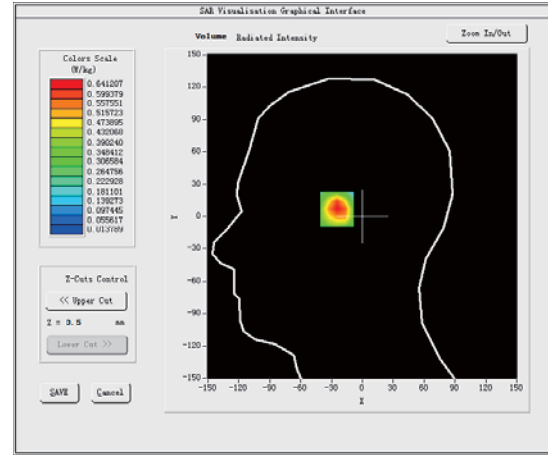 SAR Visualisation Graphical Interface
Volume Radiated Intensity
Zoom In/Out
Colors Scale
(W/kg)
0.641207
0.599379
0.557551
0.515723
0.473895
0.432068
0.390240
0.348412
0.306584
0.264756
0.222928
0.181101
0.139273
0.097445
0.055617
0.013789
Z-Cuts Control
<< Upper Cut
Z = 3.5 mm
Lower Cut >>
SAVE Cancel
150
120
90
60
30
0
-30
-60
-90
-120
-150
Y
-150 -120 -90 -60 -30 0 30 60 90 120 150
X